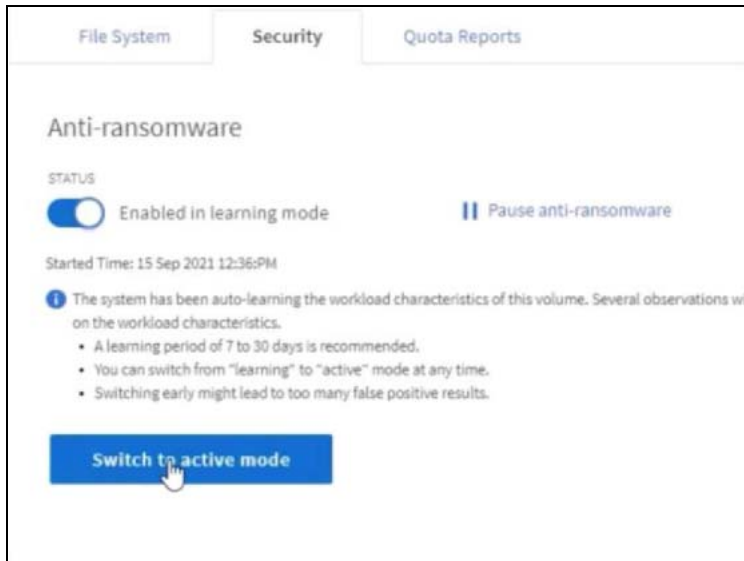 File System Security Quota Reports
Anti-ransomware
STATUS
Enabled in learning mode Pause anti-ransomware
Started Time: 15 Sep 2021 12:36:PM
The system has been auto-learning the workload characteristics of this volume. Several observations
on the workload characteristics.
• A learning period of 7 to 30 days is recommended.
• You can switch from "learning" to "active" mode at any time.
• Switching early might lead to too many false positive results.
Switch to active mode